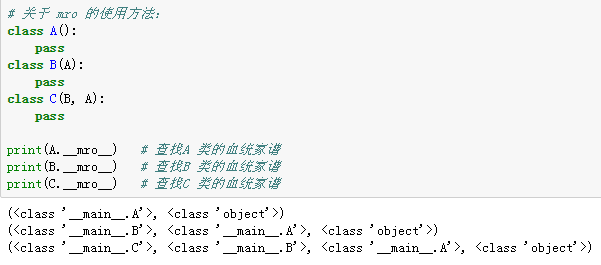 # 关于 mro 的使用方法：
class A():
    pass
class B(A):
    pass
class C(B, A):
    pass
print(A.__mro__)   # 查找A 类的血统家谱
print(B.__mro__)   # 查找B 类的血统家谱
print(C.__mro__)   # 查找C 类的血统家谱
(<class '__main__.A'>, <class 'object'>)
(<class '__main__.B'>, <class '__main__.A'>, <class 'object'>)
(<class '__main__.C'>, <class '__main__.B'>, <class '__main__.A'>, <class 'object'>)